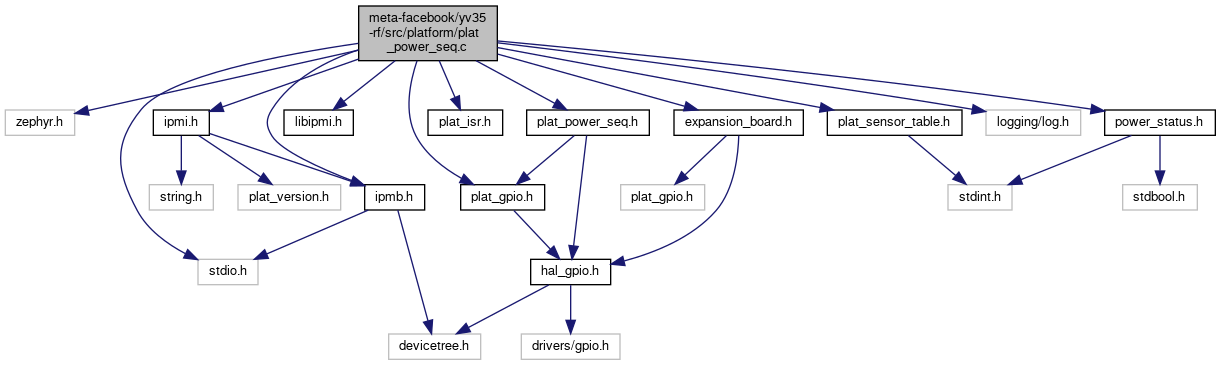 meta-facebook/yv35
-rf/src/platform/plat
_power_seq.c
zephyr.h
ipmi.h
libipmi.h
plat_isr.h
plat_power_seq.h
expansion_board.h
plat_sensor_table.h
logging/log.h
power_status.h
string.h
plat_version.h
ipmb.h
plat_gpio.h
plat_gpio.h
stdint.h
stdbool.h
stdio.h
hal_gpio.h
devicetree.h
drivers/gpio.h